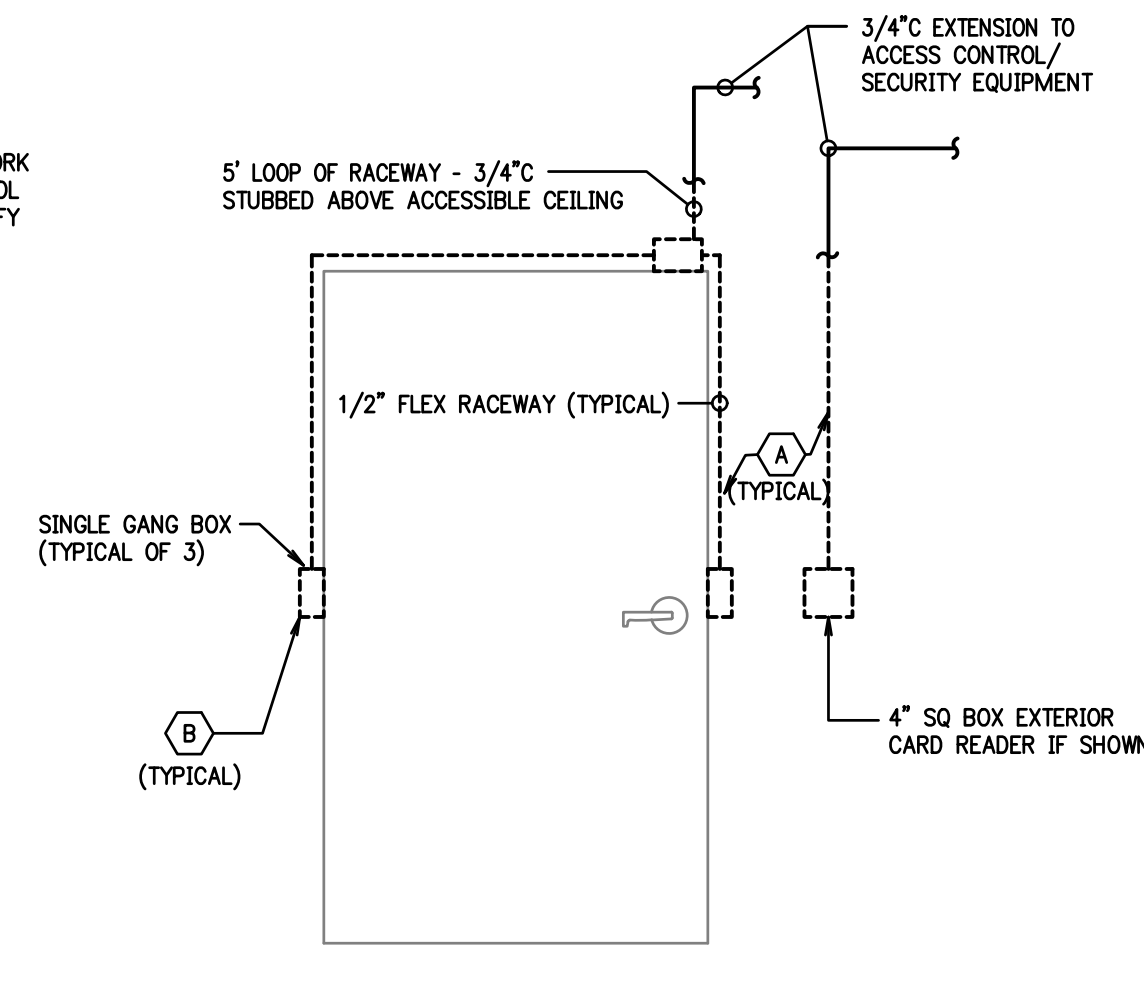 3/4"C EXTENSION TO
ACCESS CONTROL/
SECURITY EQUIPMENT
5' LOOP OF RACEWAY - 3/4"C
STUBBED ABOVE ACCESSIBLE CEILING
1/2" FLEX RACEWAY (TYPICAL)
A
(TYPICAL)
SINGLE GANG BOX
(TYPICAL OF 3)
B
(TYPICAL)
4" SQ BOX EXTERIOR
CARD READER IF SHOWN